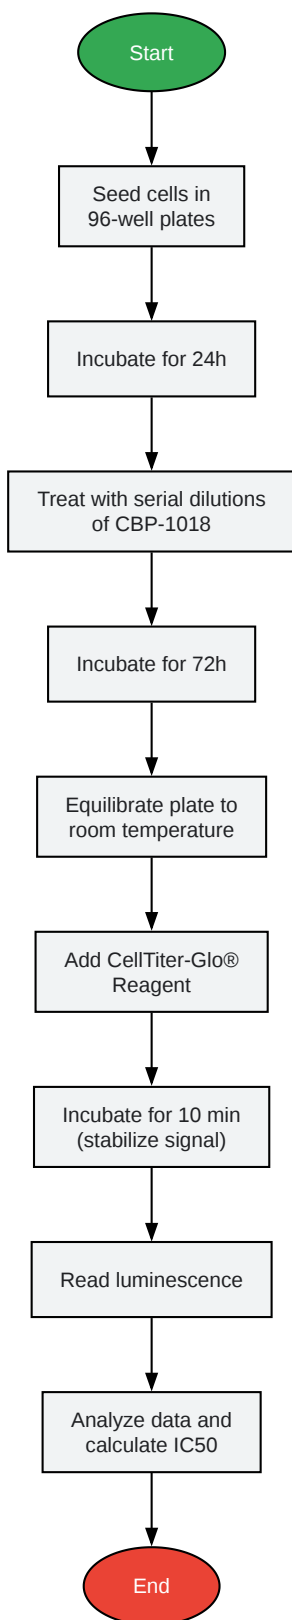 Start
Seed cells in
96-well plates
Incubate for 24h
Treat with serial dilutions
of CBP-1018
Incubate for 72h
Equilibrate plate to
room temperature
Add CellTiter-Glo®
Reagent
Incubate for 10 min
(stabilize signal)
Read luminescence
Analyze data and
calculate IC50
End